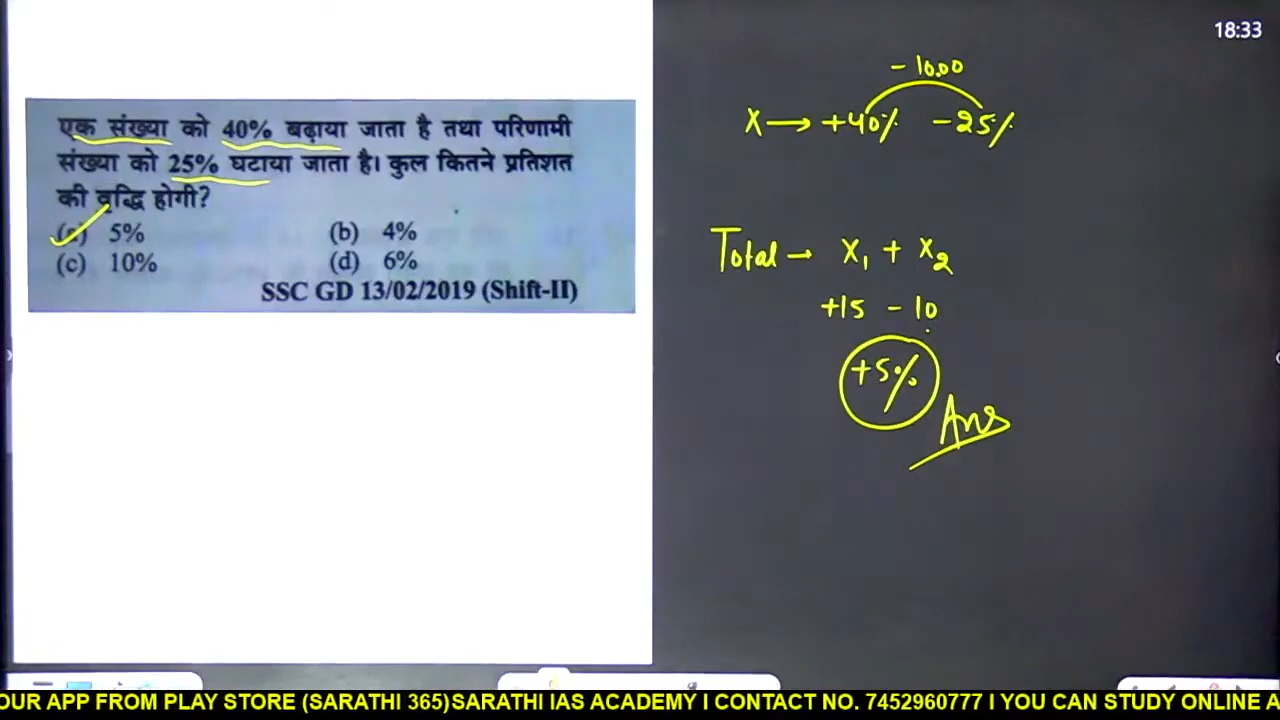 18:33
एक संख्या को 40% बढ़ाया जाता है तथा परिणामी
संख्या को 25% घटाया जाता है। कुल कितने प्रतिशत
की वृद्धि होगी?
(a) 5% (b) 4%
(c) 10% (d) 6%
SSC GD 13/02/2019 (Shift-II)
- 10.00
X → +40% -25%
Total → X₁ + X₂
+15 - 10
+5%
Ans
OUR APP FROM PLAY STORE (SARATHI 365)SARATHI IAS ACADEMY I CONTACT NO. 7452960777 I YOU CAN STUDY ONLINE A